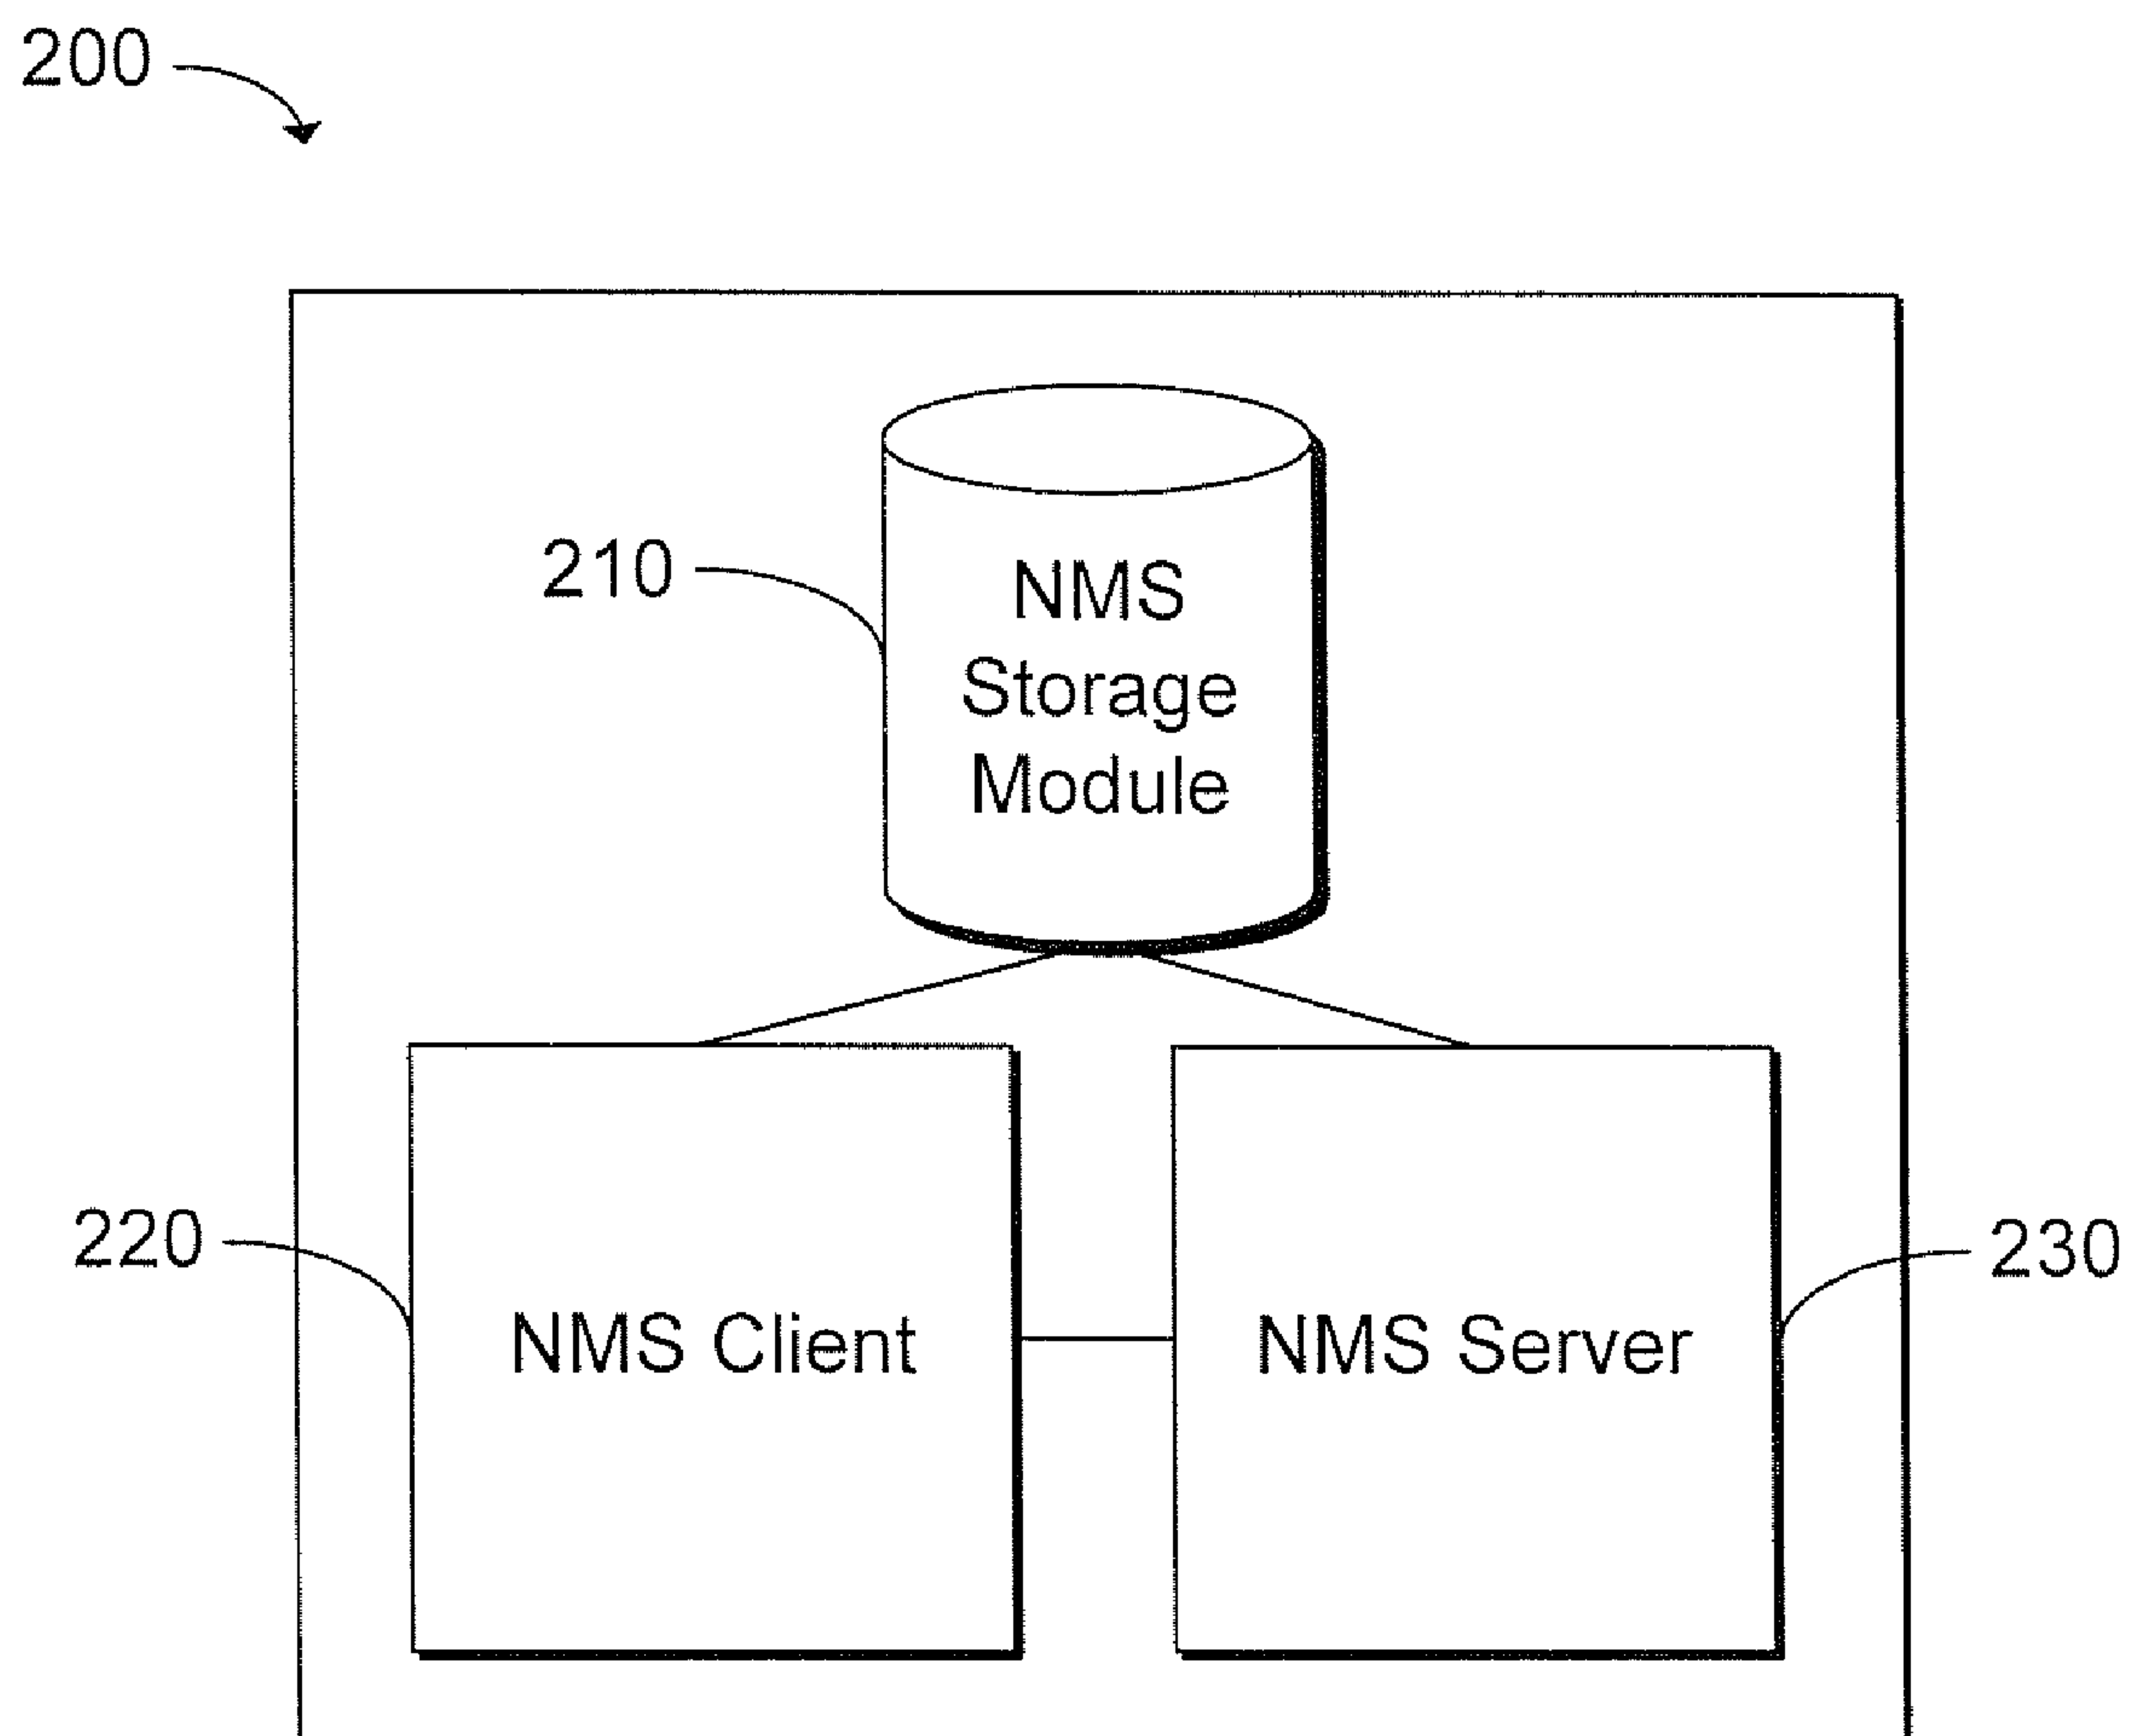 200
210
NMS
Storage
Module
220
230
NMS Client
NMS Server